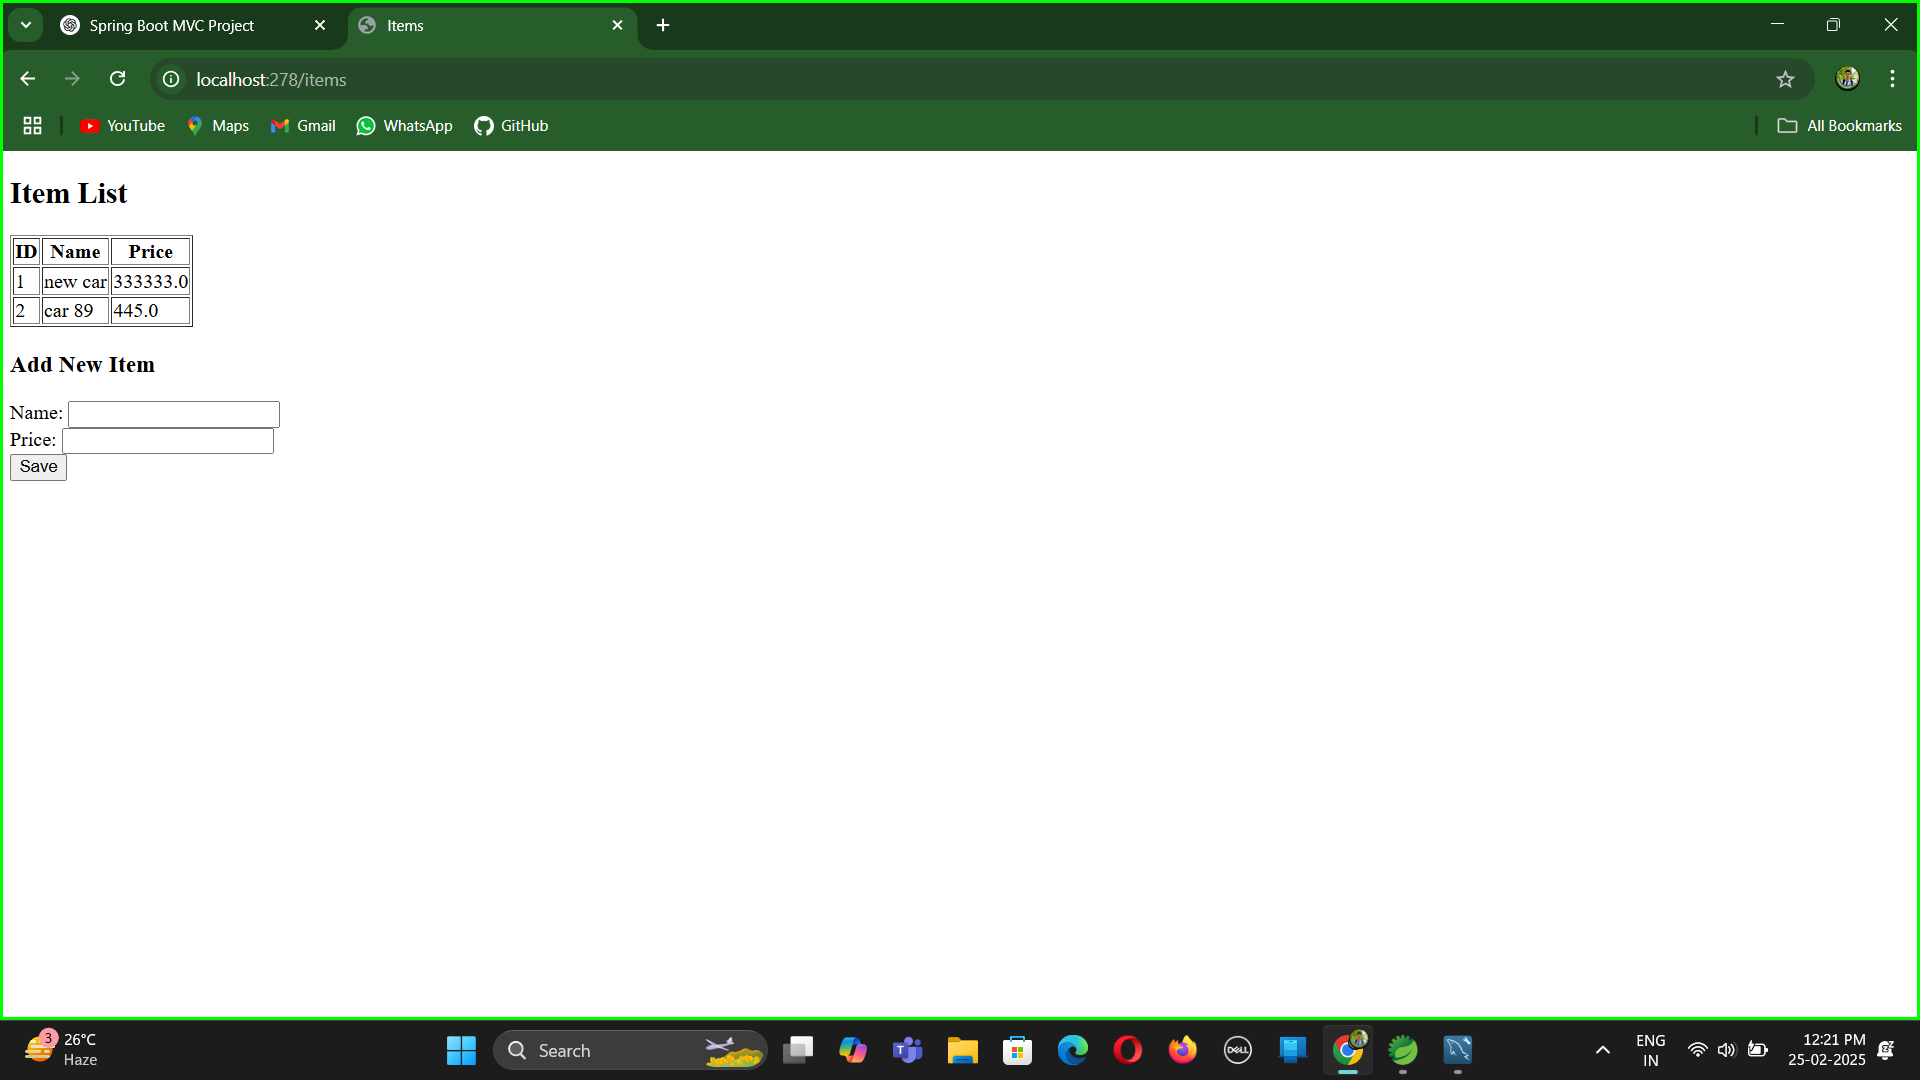 Spring Boot MVC Project
Items
localhost:278/items
YouTube Maps Gmail WhatsApp GitHub All Bookmarks
Item List
ID Name Price
1 new car 333333.0
2 car 89 445.0
Add New Item
Name:
Price:
Save
3 26°C
Haze
Search
DELL
ENG
IN
12:21 PM
25-02-2025